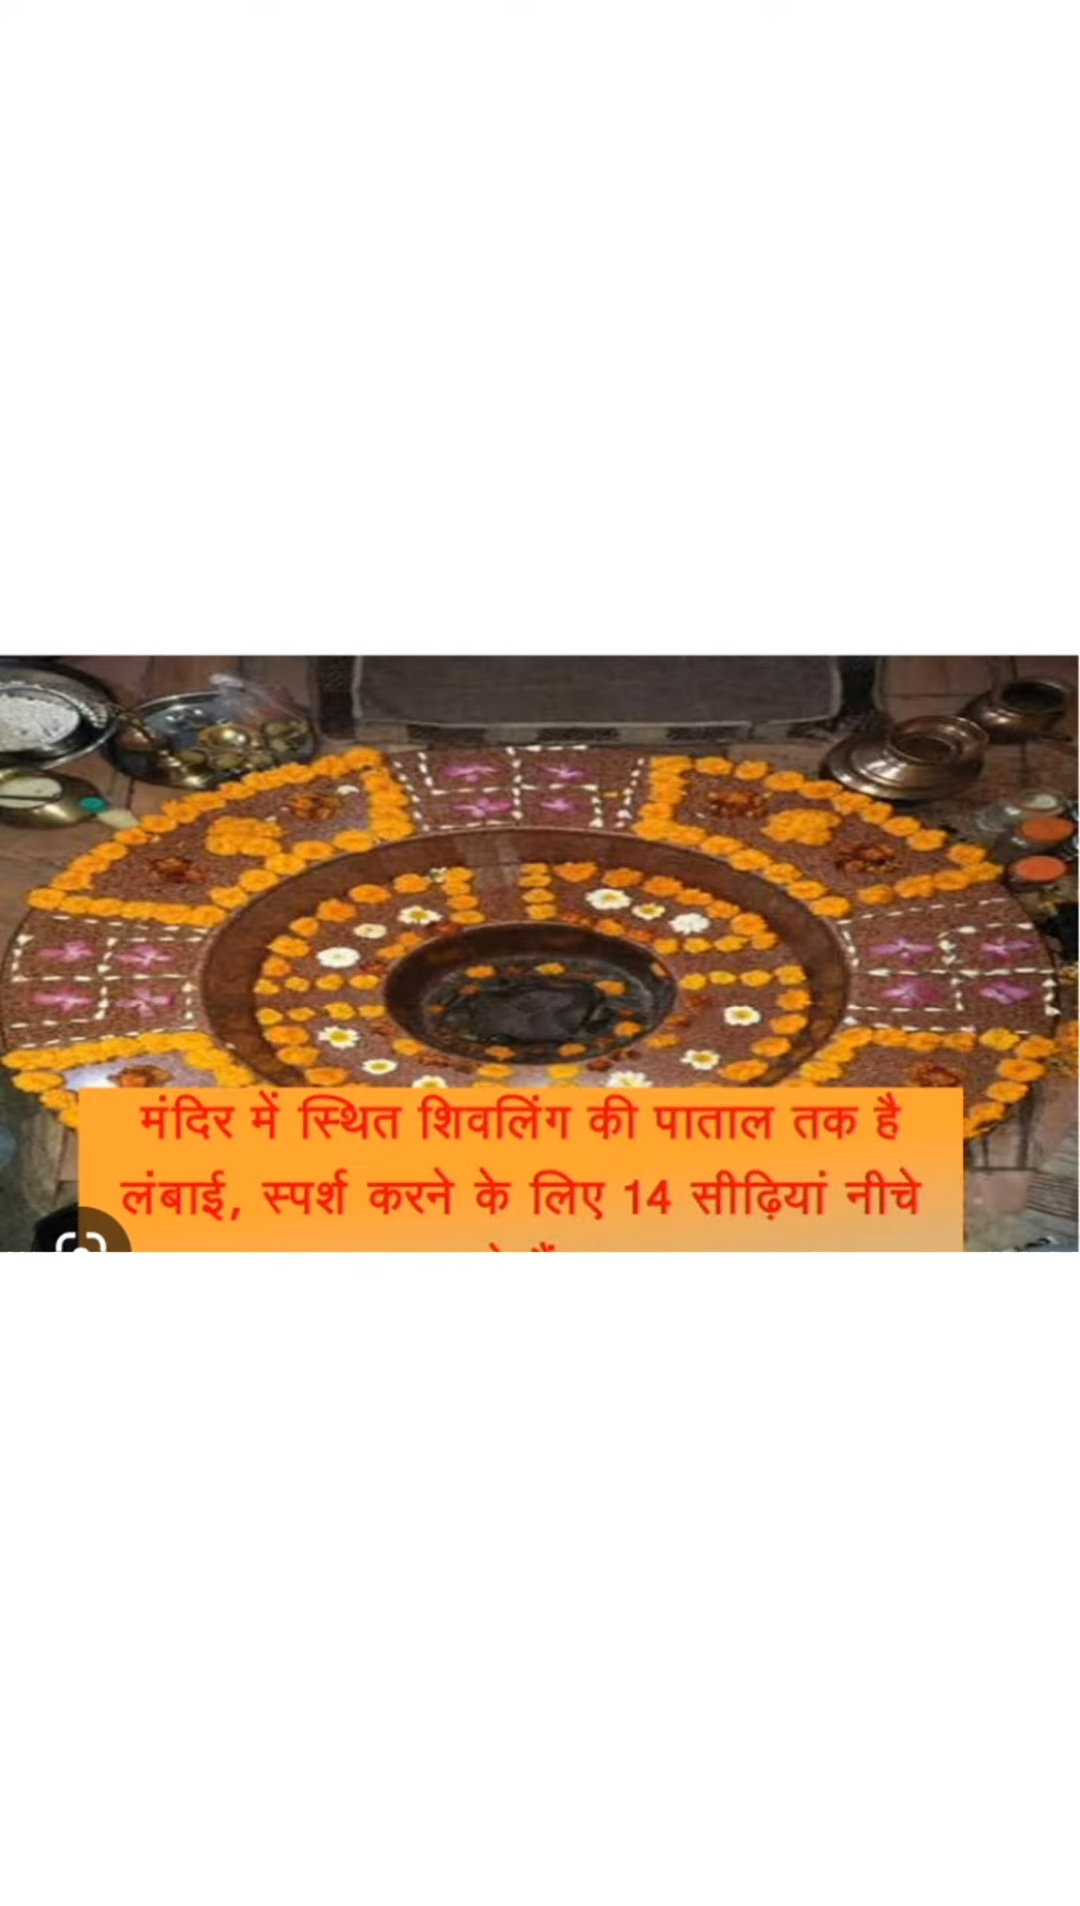 मंदिर में स्थित शिवलिंग की पाताल तक है
लंबाई, स्पर्श करने के लिए 14 सीढ़ियां नीचे